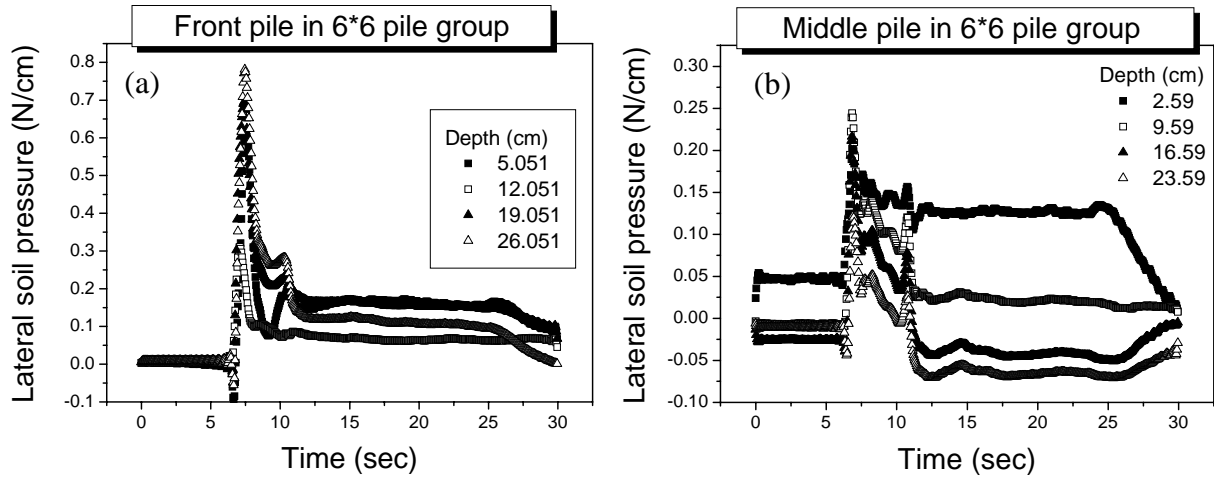 Front pile in 6*6 pile group
(a)
Lateral soil pressure (N/cm)
0.8
0.7
0.6
0.5
0.4
0.3
0.2
0.1
0.0
-0.1
Depth (cm)
5.051
12.051
19.051
26.051
0 5 10 15 20 25 30
Time (sec)
Middle pile in 6*6 pile group
(b)
Lateral soil pressure (N/cm)
0.30
0.25
0.20
0.15
0.10
0.05
0.00
-0.05
-0.10
Depth (cm)
2.59
9.59
16.59
23.59
0 5 10 15 20 25 30
Time (sec)